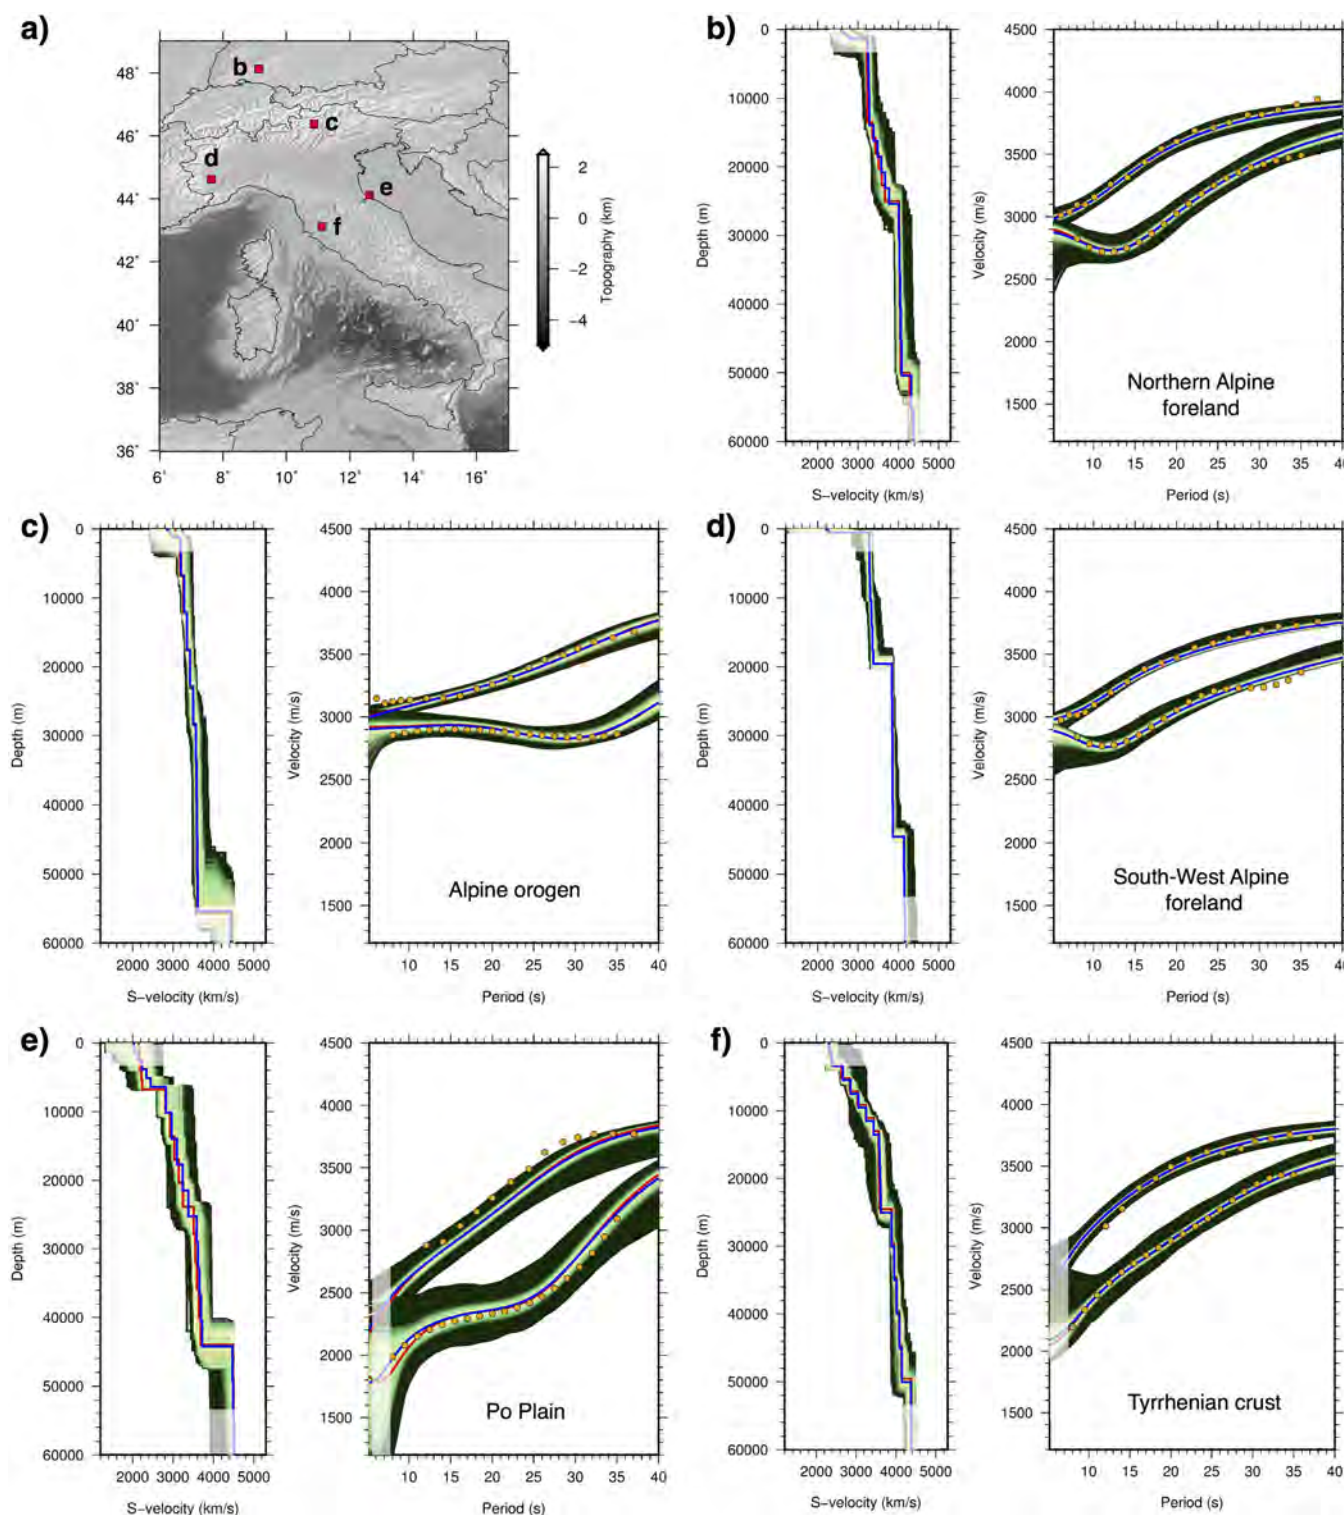 a)
48°
46°
44°
42°
40°
38°
36°
6° 8° 10° 12° 14° 16°
b
c
d
e
f
2
0
−2
−4
Topography (km)
b)
0
10000
20000
30000
40000
50000
60000
Depth (m)
2000 3000 4000 5000
S−velocity (km/s)
4500
4000
3500
3000
2500
2000
1500
Velocity (m/s)
Northern Alpine
foreland
10 15 20 25 30 35 40
Period (s)
c)
0
10000
20000
30000
40000
50000
60000
Depth (m)
2000 3000 4000 5000
S−velocity (km/s)
4500
4000
3500
3000
2500
2000
1500
Velocity (m/s)
Alpine orogen
10 15 20 25 30 35 40
Period (s)
d)
0
10000
20000
30000
40000
50000
60000
Depth (m)
2000 3000 4000 5000
S−velocity (km/s)
4500
4000
3500
3000
2500
2000
1500
Velocity (m/s)
South-West Alpine
foreland
10 15 20 25 30 35 40
Period (s)
e)
0
10000
20000
30000
40000
50000
60000
Depth (m)
2000 3000 4000 5000
S−velocity (km/s)
4500
4000
3500
3000
2500
2000
1500
Velocity (m/s)
Po Plain
10 15 20 25 30 35 40
Period (s)
f)
0
10000
20000
30000
40000
50000
60000
Depth (m)
2000 3000 4000 5000
S−velocity (km/s)
4500
4000
3500
3000
2500
2000
1500
Velocity (m/s)
Tyrrhenian crust
10 15 20 25 30 35 40
Period (s)